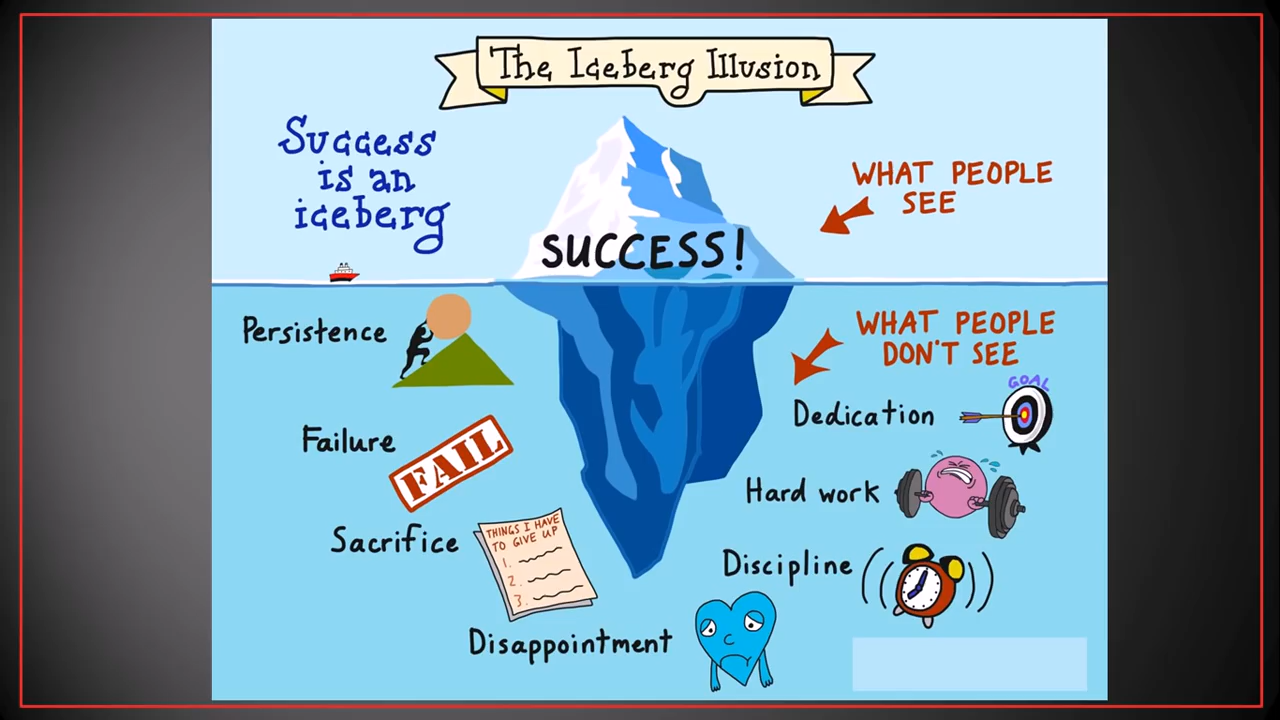 The Iceberg Illusion
Success
is an
iceberg
WHAT PEOPLE
SEE
SUCCESS!
Persistence
WHAT PEOPLE
DON'T SEE
GOAL
Dedication
Failure
FAIL
Hard work
Sacrifice
THINGS I HAVE
TO GIVE UP
1.
2.
3.
Discipline
Disappointment